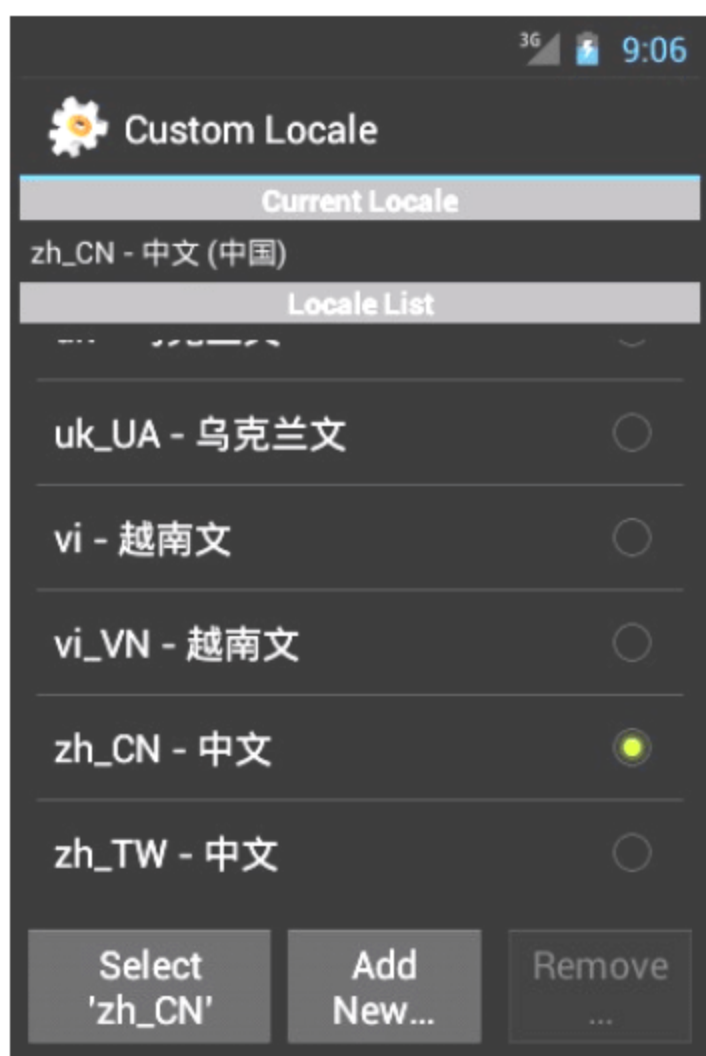 3G 9:06
Custom Locale
Current Locale
zh_CN - 中文 (中国)
Locale List
uk_UA - 乌克兰文
vi - 越南文
vi_VN - 越南文
zh_CN - 中文
zh_TW - 中文
Select
'zh_CN'
Add
New...
Remove
...